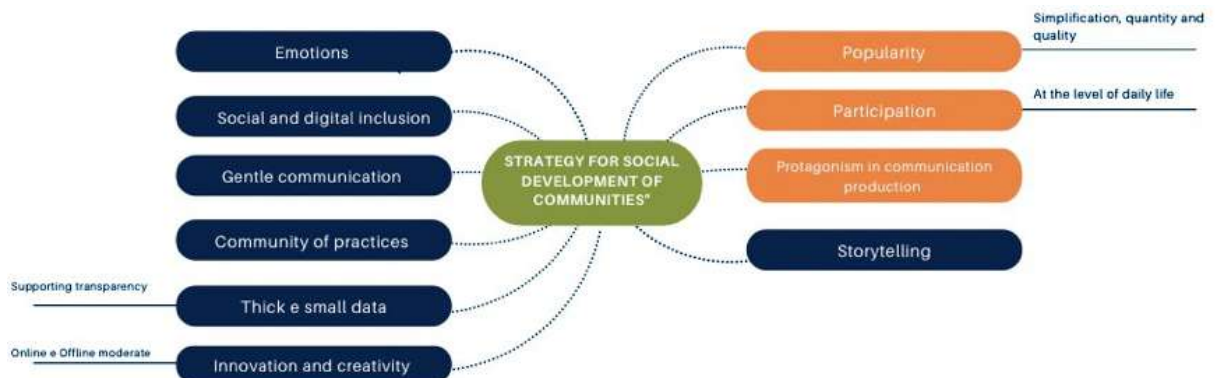 Emotions
Social and digital inclusion
Gentle communication
Community of practices
Supporting transparency
Thick e small data
Online e Offline moderate
Innovation and creativity
STRATEGY FOR SOCIAL
DEVELOPMENT OF
COMMUNITIES"
Popularity
Simplification, quantity and
quality
Participation
At the level of daily life
Protagonism in communication
production
Storytelling